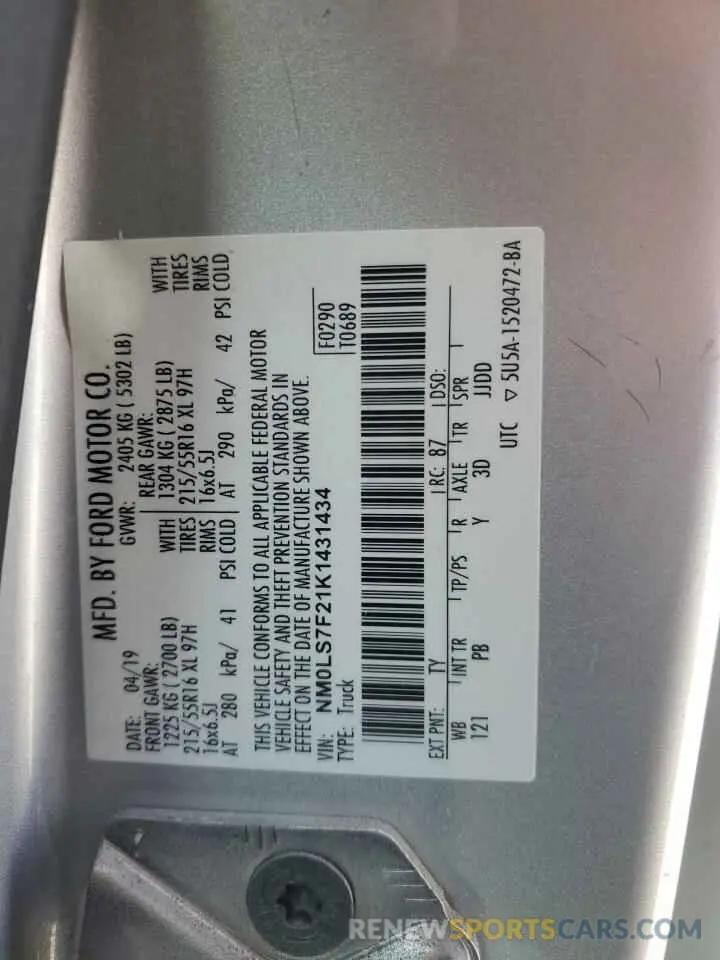 MFD. BY FORD MOTOR CO.
DATE: 04/19 GVWR: 2405 KG ( 5302 LB)
FRONT GAWR: REAR GAWR:
1225 KG ( 2700 LB) WITH 1304 KG ( 2875 LB) WITH
215/55R16 XL 97H TIRES 215/55R16 XL 97H TIRES
16x6.5J RIMS 16x6.5J RIMS
AT 280 kPa/ 41 PSI COLD AT 290 kPa/ 42 PSI COLD
THIS VEHICLE CONFORMS TO ALL APPLICABLE FEDERAL MOTOR
VEHICLE SAFETY AND THEFT PREVENTION STANDARDS IN
EFFECT ON THE DATE OF MANUFACTURE SHOWN ABOVE.
VIN: NM0LS7F21K1431434 F0290
TYPE: Truck T0689
EXT PNT: TY RC: 87 DSO:
WB INT TR TP/PS R AXLE TR SPR
121 PB Y 3D JJDD
UTC ▽ 5U5A-1520472-BA
RENEWSPORTSCARS.COM